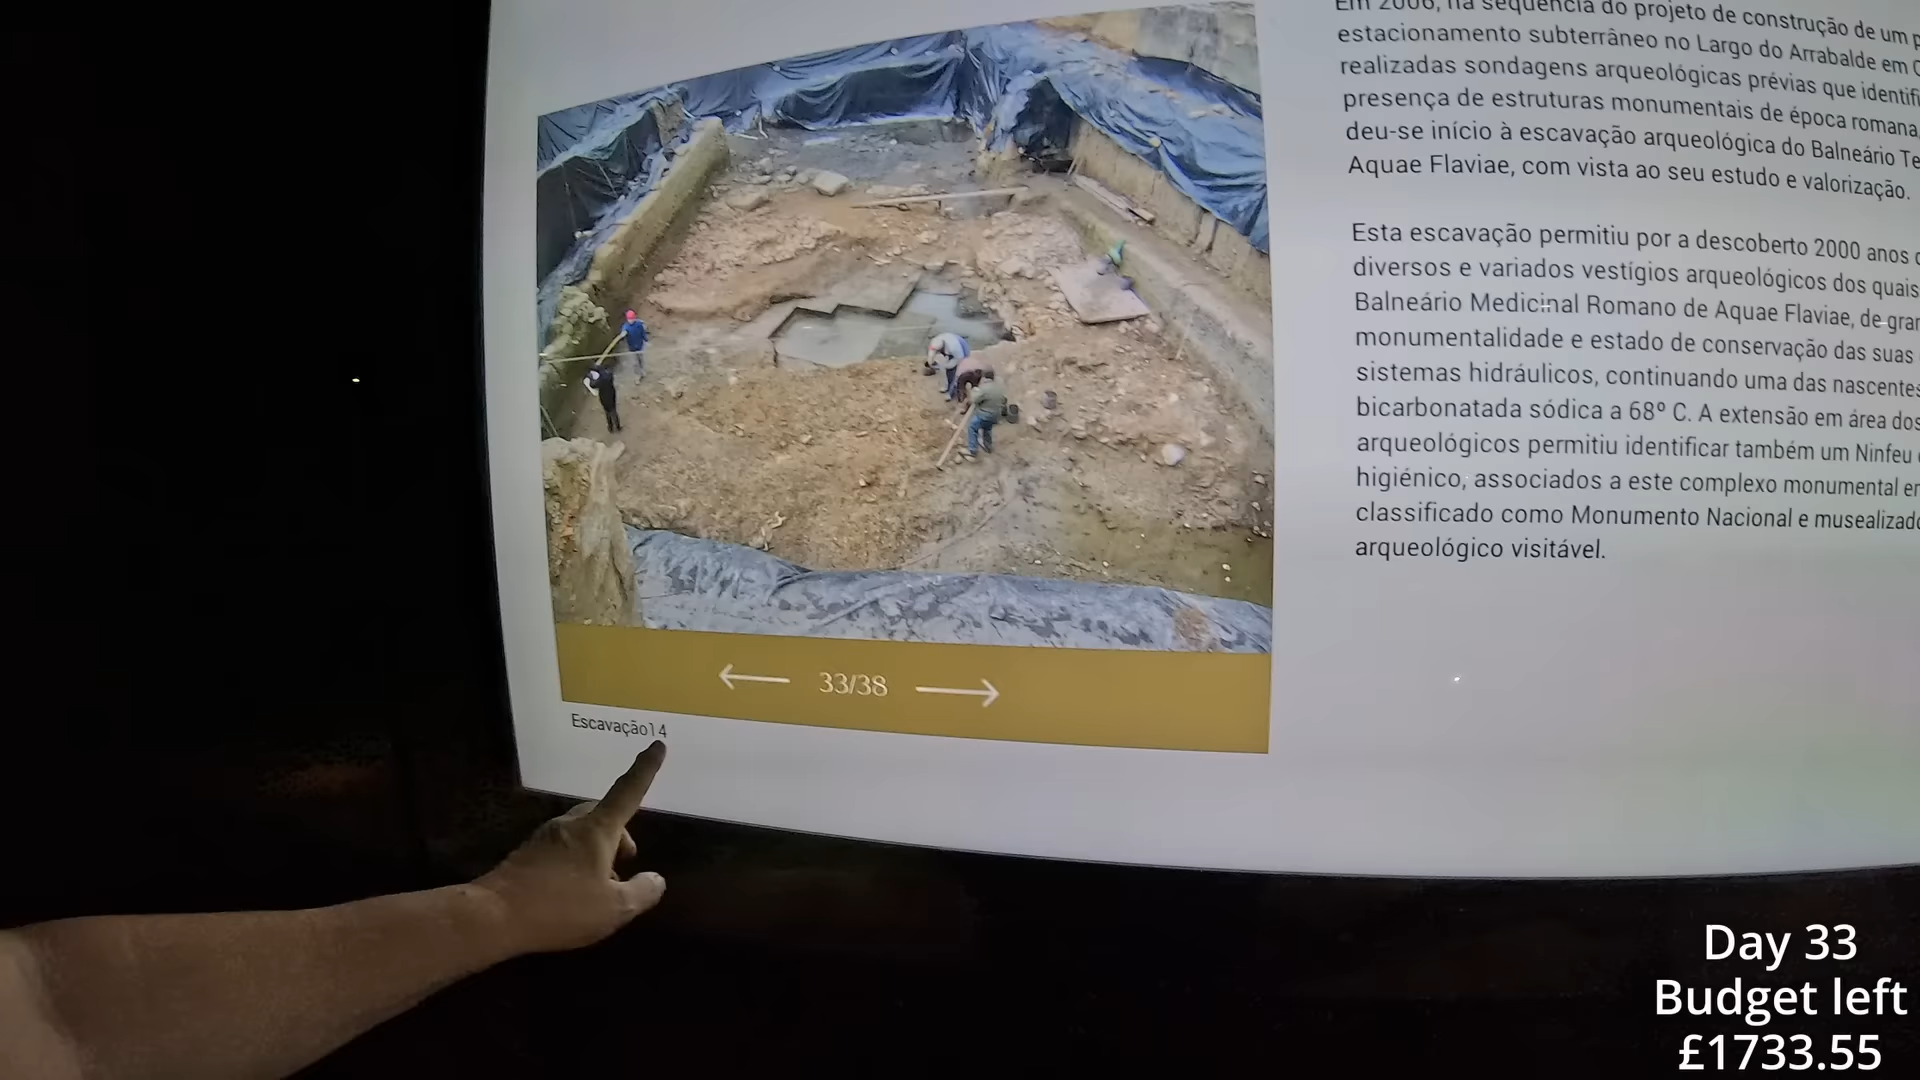 Em 2006, na sequência do projeto de construção de um
estacionamento subterrâneo no Largo do Arrabalde em
realizadas sondagens arqueológicas prévias que
presença de estruturas monumentais de época romana
deu-se início à escavação arqueológica do Balneário
Aquae Flaviae, com vista ao seu estudo e valorização.
Esta escavação permitiu por a descoberto 2000 anos
diversos e variados vestígios arqueológicos dos quais
Balneário Medicinal Romano de Aquae Flaviae, de
monumentalidade e estado de conservação das suas
sistemas hidráulicos, continuando uma das nascentes
bicarbonatada sódica a 68º C. A extensão em área dos
arqueológicos permitiu identificar também um Ninfeu
higiénico, associados a este complexo monumental
classificado como Monumento Nacional e
arqueológico visitável.
33/38
Escavação14
Day 33
Budget left
£1733.55